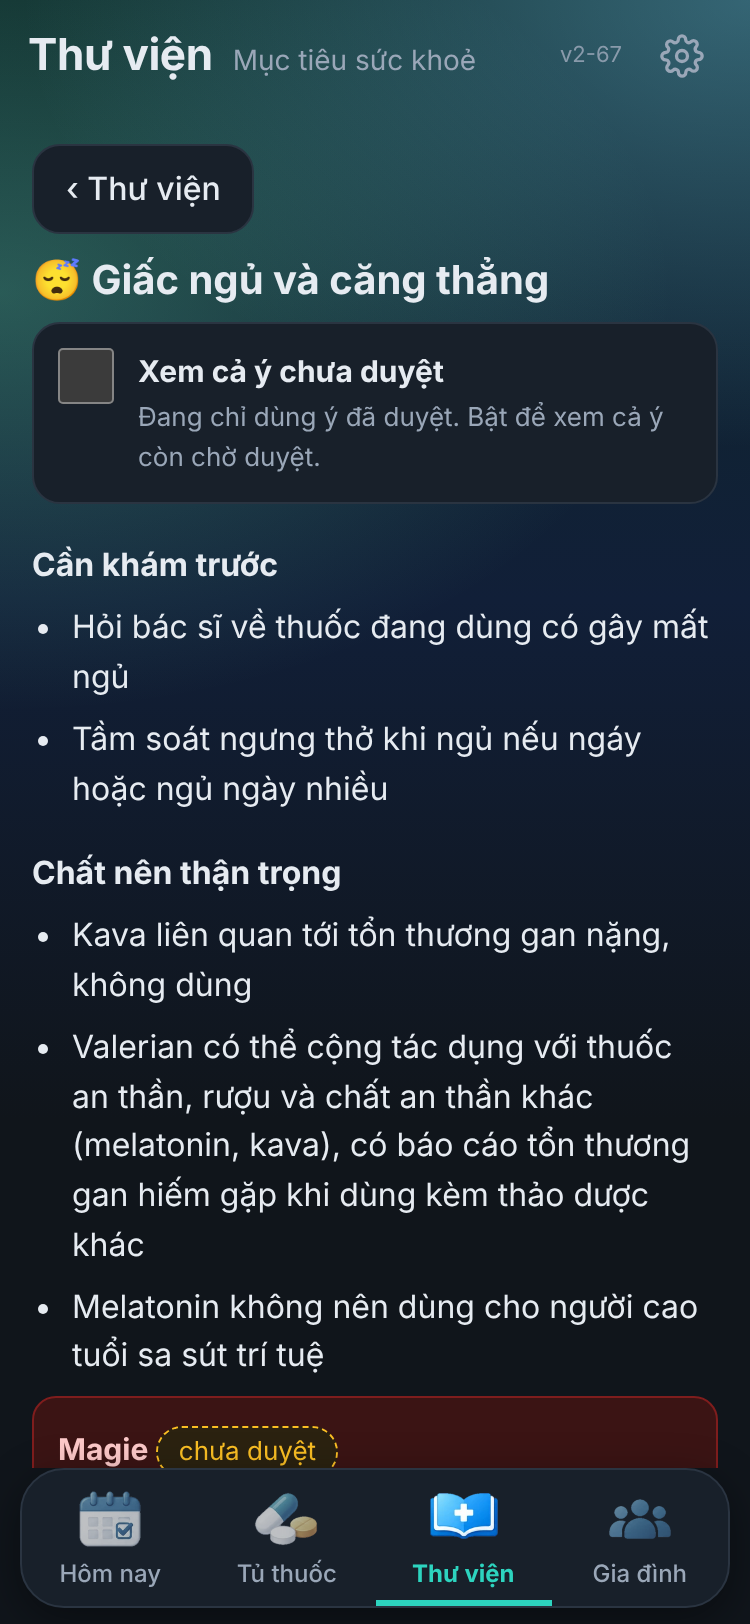 Thư viện Mục tiêu sức khoẻ v2-67
‹ Thư viện
Giấc ngủ và căng thẳng
Xem cả ý chưa duyệt
Đang chỉ dùng ý đã duyệt. Bật để xem cả ý
còn chờ duyệt.
Cần khám trước
• Hỏi bác sĩ về thuốc đang dùng có gây mất
ngủ
• Tầm soát ngưng thở khi ngủ nếu ngáy
hoặc ngủ ngày nhiều
Chất nên thận trọng
• Kava liên quan tới tổn thương gan nặng,
không dùng
• Valerian có thể cộng tác dụng với thuốc
an thần, rượu và chất an thần khác
(melatonin, kava), có báo cáo tổn thương
gan hiếm gặp khi dùng kèm thảo dược
khác
• Melatonin không nên dùng cho người cao
tuổi sa sút trí tuệ
Magie chưa duyệt
Hôm nay Tủ thuốc Thư viện Gia đình